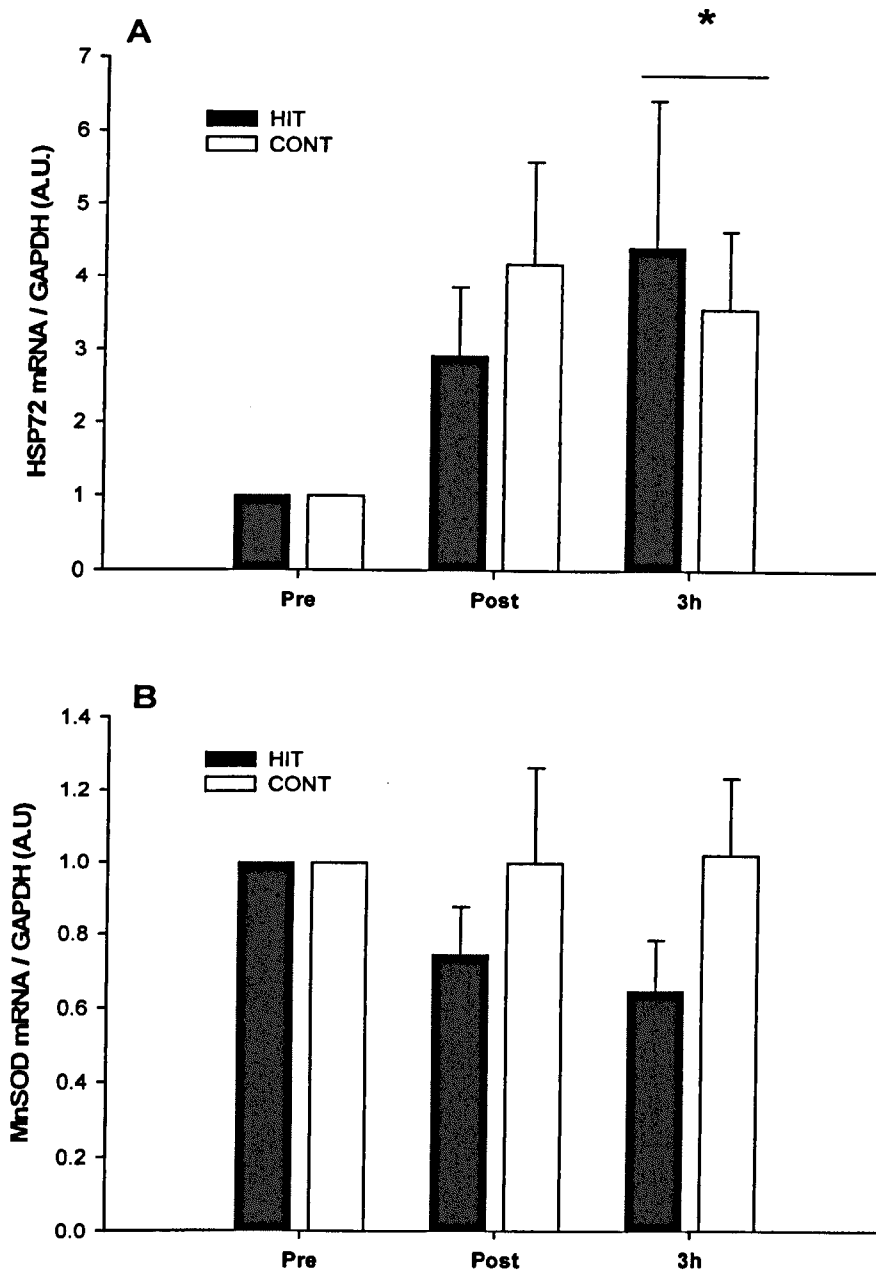 A
*
7
6
5
4
3
2
1
0
HSP72 mRNA / GAPDH (A.U.)
HIT
CONT
Pre Post 3h
B
1.4
1.2
1.0
0.8
0.6
0.4
0.2
0.0
MnSOD mRNA / GAPDH (A.U)
HIT
CONT
Pre Post 3h